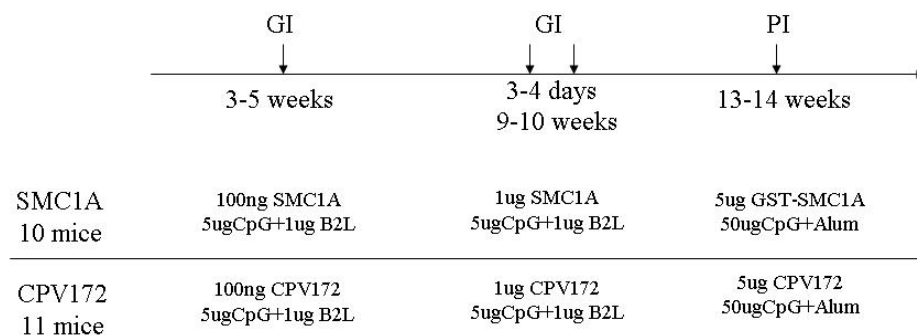 GI GI PI
3-5 weeks 3-4 days 13-14 weeks
9-10 weeks
SMC1A 100ng SMC1A 1ug SMC1A 5ug GST-SMC1A
10 mice 5ugCpG+1ug B2L 5ugCpG+1ug B2L 50ugCpG+Alum
CPV172 100ng CPV172 1ug CPV172 5ug CPV172
11 mice 5ugCpG+1ug B2L 5ugCpG+1ug B2L 50ugCpG+Alum